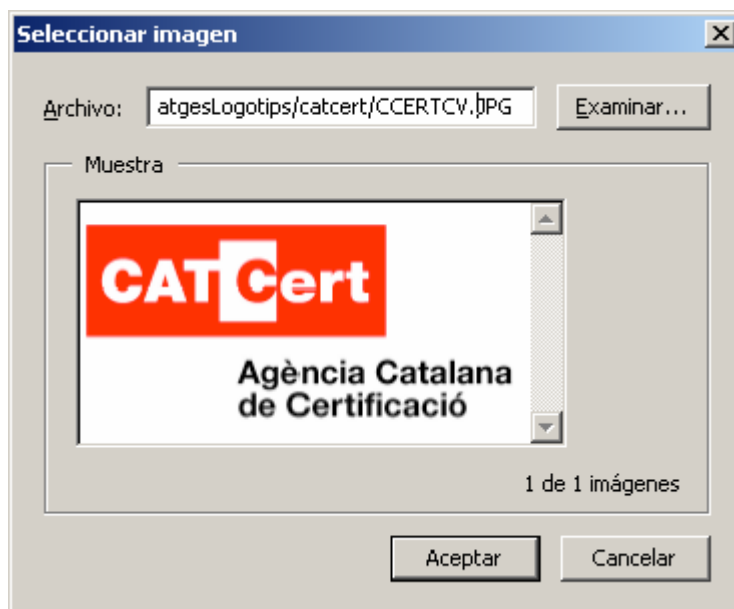 Seleccionar imagen
Archivo: atgesLogotips/catcert/CCERTCV.JPG Examinar...
Muestra
CATCert
Agència Catalana
de Certificació
1 de 1 imágenes
Aceptar Cancelar